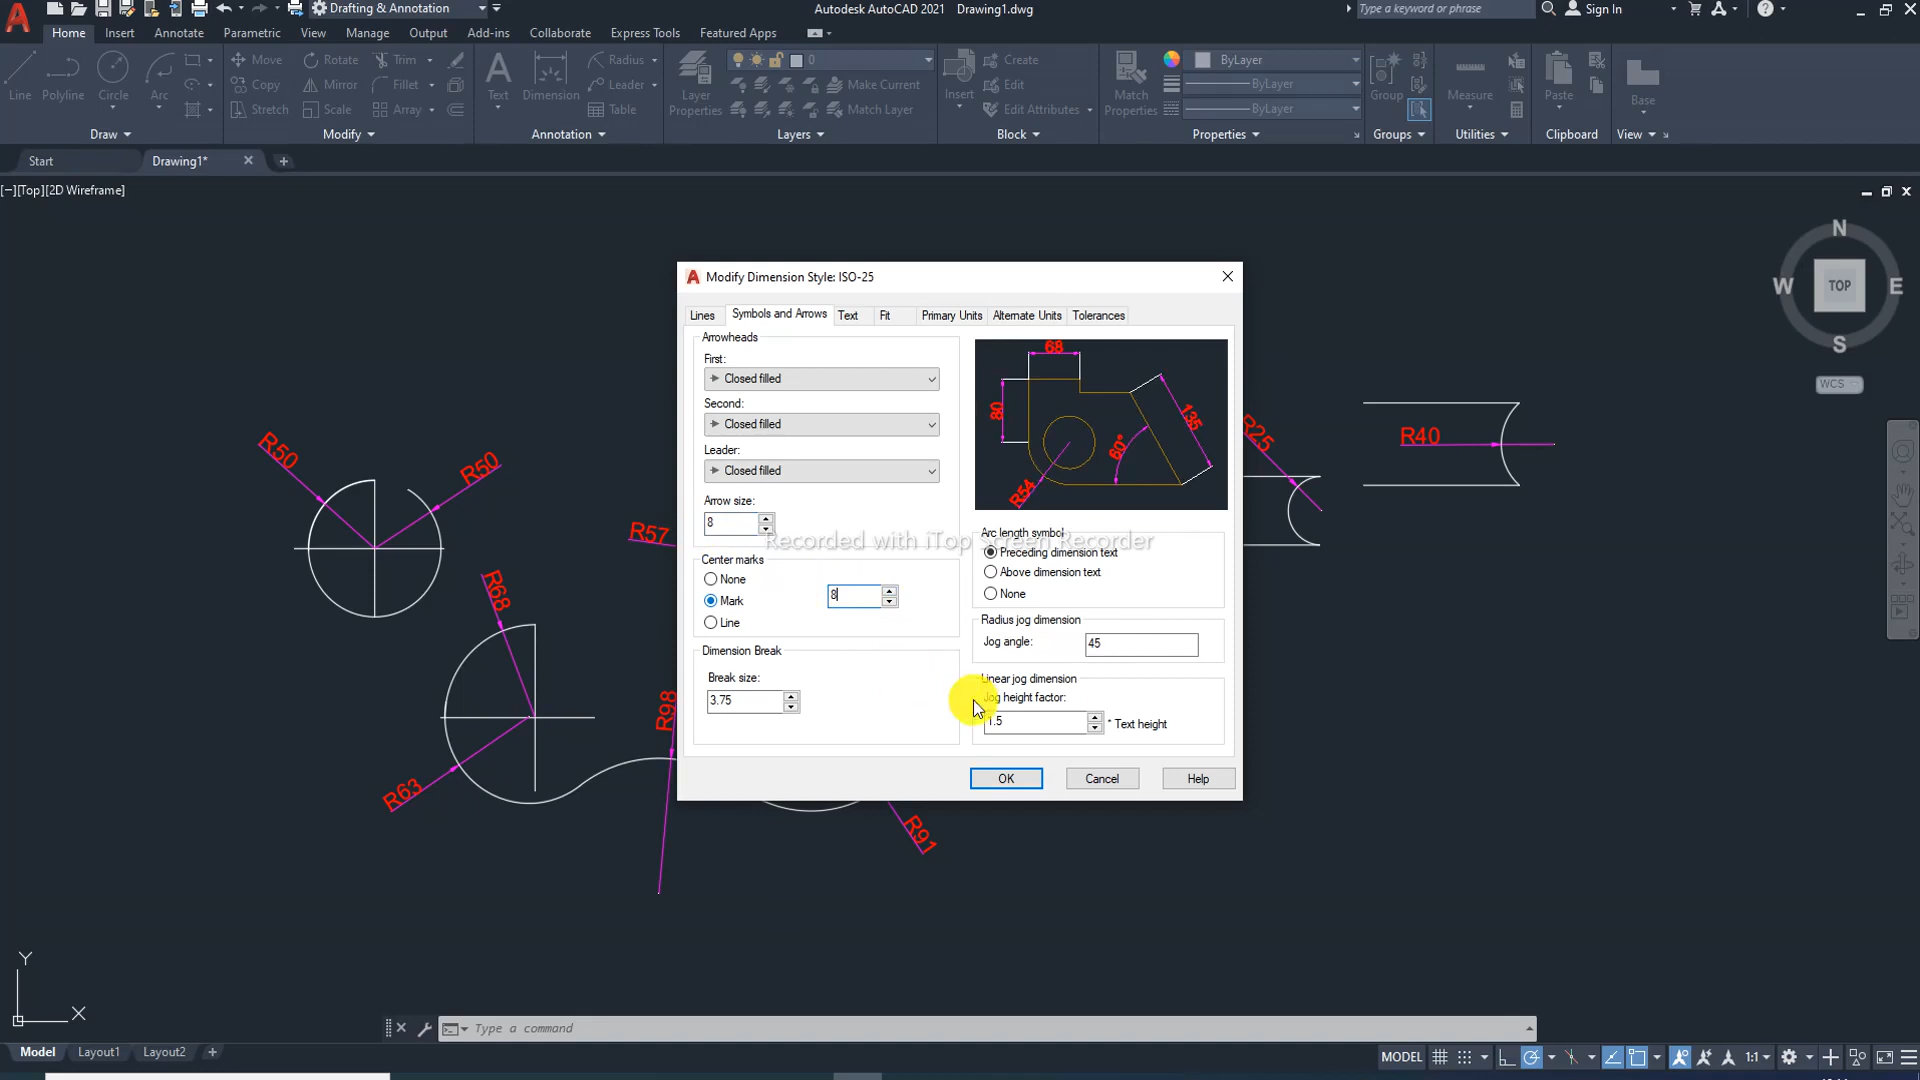 Drafting & Annotation
Autodesk AutoCAD 2021 Drawing1.dwg
Type a keyword or phrase
Sign In
Home Insert Annotate Parametric View Manage Output Add-ins Collaborate Express Tools Featured Apps
Line Polyline Circle Arc
Move Rotate Trim
Copy Mirror Fillet
Stretch Scale Array
Text Dimension
Radius
Leader
Table
Layer Properties
0
Make Current
Match Layer
Insert
Create
Edit
Edit Attributes
Match Properties
ByLayer
ByLayer
ByLayer
Group
Measure
Paste
Base
Draw Modify Annotation Layers Block Properties Groups Utilities Clipboard View
Start Drawing1*
[−][Top][2D Wireframe]
N
W TOP E
S
WCS
R50
R50
R57
R68
R63
R98
R91
R25
R40
Modify Dimension Style: ISO-25
Lines Symbols and Arrows Text Fit Primary Units Alternate Units Tolerances
Arrowheads
First:
Closed filled
Second:
Closed filled
Leader:
Closed filled
Arrow size:
8
Center marks
None
Mark
8
Line
Dimension Break
Break size:
3.75
68
80
135
60°
R54
Arc length symbol
Preceding dimension text
Above dimension text
None
Radius jog dimension
Jog angle:
45
Linear jog dimension
Jog height factor:
1.5
* Text height
OK Cancel Help
Recorded with iTop Screen Recorder
Y
X
Type a command
Model Layout1 Layout2
MODEL
1:1